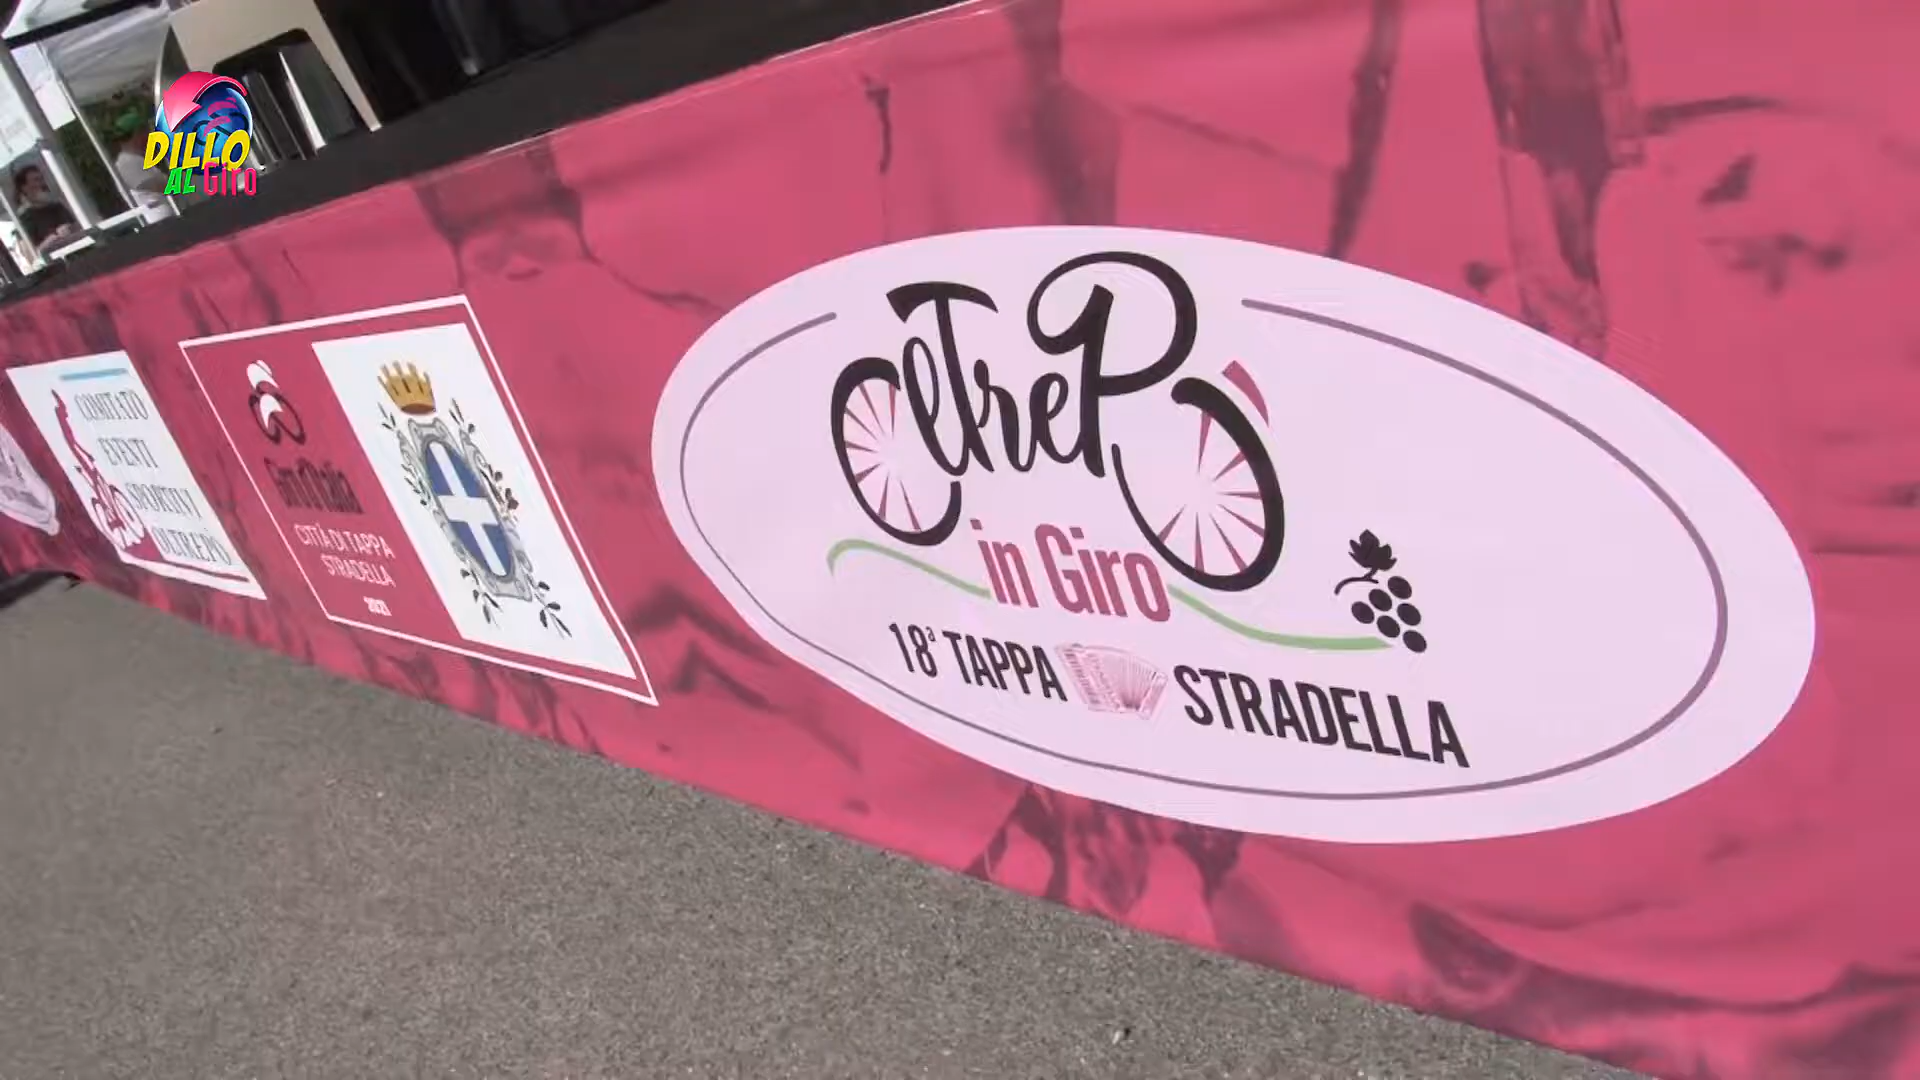 DILLO
AL Giro
COMITATO
EVENTI
SPORTIVI
OLTREPÒ
Giro d'Italia
CITTÀ DI TAPPA
STRADELLA
2021
OltrePò
in Giro
18ª TAPPA STRADELLA